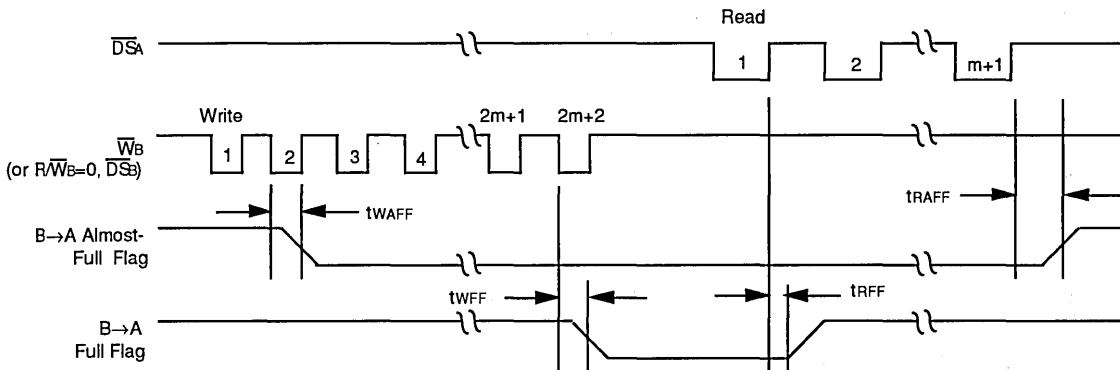 Read
DSA
1
2
m+1
Write
2m+1
2m+2
WB
(or R/WB=0, DSB)
1
2
3
4
tWAFF
tRAFF
B→A Almost-
Full Flag
tWFF
tRFF
B→A
Full Flag